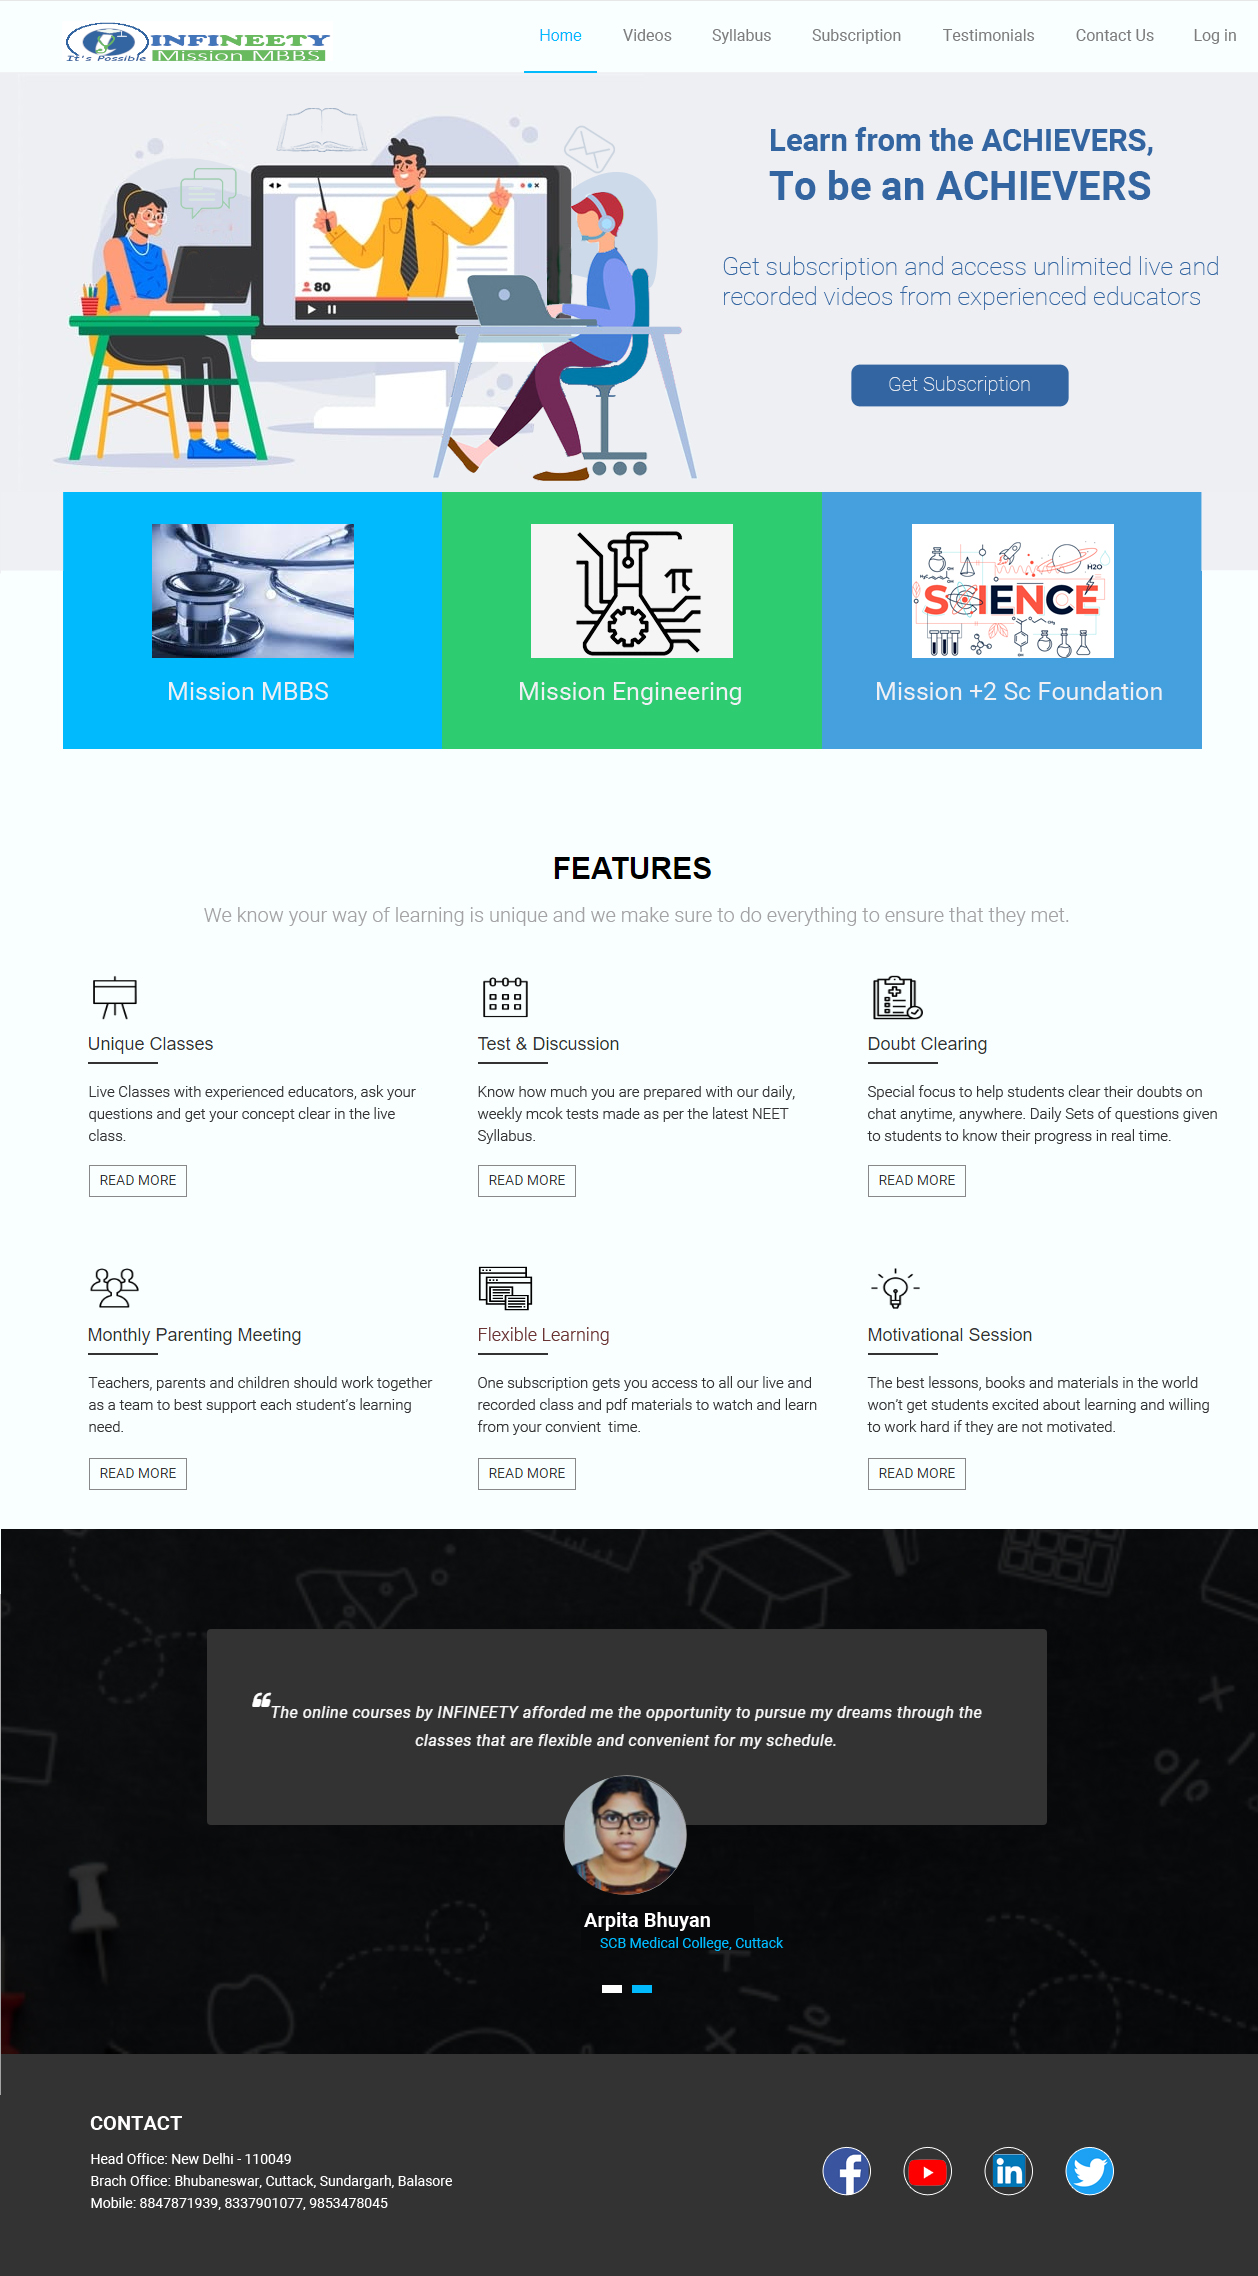 INFINEETY
It's Possible Mission MBBS
Home Videos Syllabus Subscription Testimonials Contact Us Log in
Learn from the ACHIEVERS,
To be an ACHIEVERS
Get subscription and access unlimited live and
recorded videos from experienced educators
80
Get Subscription
π
H2O
SCIENCE
Mission MBBS
Mission Engineering
Mission +2 Sc Foundation
FEATURES
We know your way of learning is unique and we make sure to do everything to ensure that they met.
Unique Classes
Live Classes with experienced educators, ask your
questions and get your concept clear in the live
class.
READ MORE
Test & Discussion
Know how much you are prepared with our daily,
weekly mcok tests made as per the latest NEET
Syllabus.
READ MORE
Doubt Clearing
Special focus to help students clear their doubts on
chat anytime, anywhere. Daily Sets of questions given
to students to know their progress in real time.
READ MORE
Monthly Parenting Meeting
Teachers, parents and children should work together
as a team to best support each student’s learning
need.
READ MORE
Flexible Learning
One subscription gets you access to all our live and
recorded class and pdf materials to watch and learn
from your convient  time.
READ MORE
Motivational Session
The best lessons, books and materials in the world
won’t get students excited about learning and willing
to work hard if they are not motivated.
READ MORE
“The online courses by INFINEETY afforded me the opportunity to pursue my dreams through the
classes that are flexible and convenient for my schedule.
Arpita Bhuyan
SCB Medical College, Cuttack
CONTACT
Head Office: New Delhi - 110049
Brach Office: Bhubaneswar, Cuttack, Sundargarh, Balasore
Mobile: 8847871939, 8337901077, 9853478045